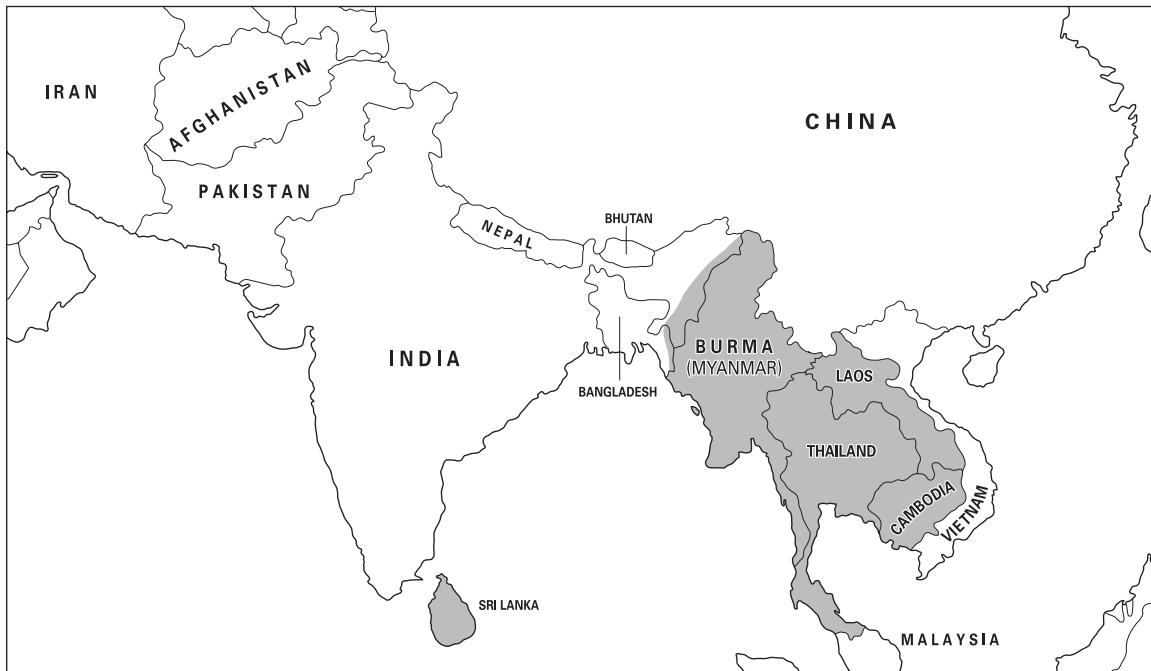 IRAN
AFGHANISTAN
CHINA
PAKISTAN
NEPAL
BHUTAN
INDIA
BURMA
(MYANMAR)
LAOS
BANGLADESH
THAILAND
CAMBODIA
VIETNAM
SRI LANKA
MALAYSIA